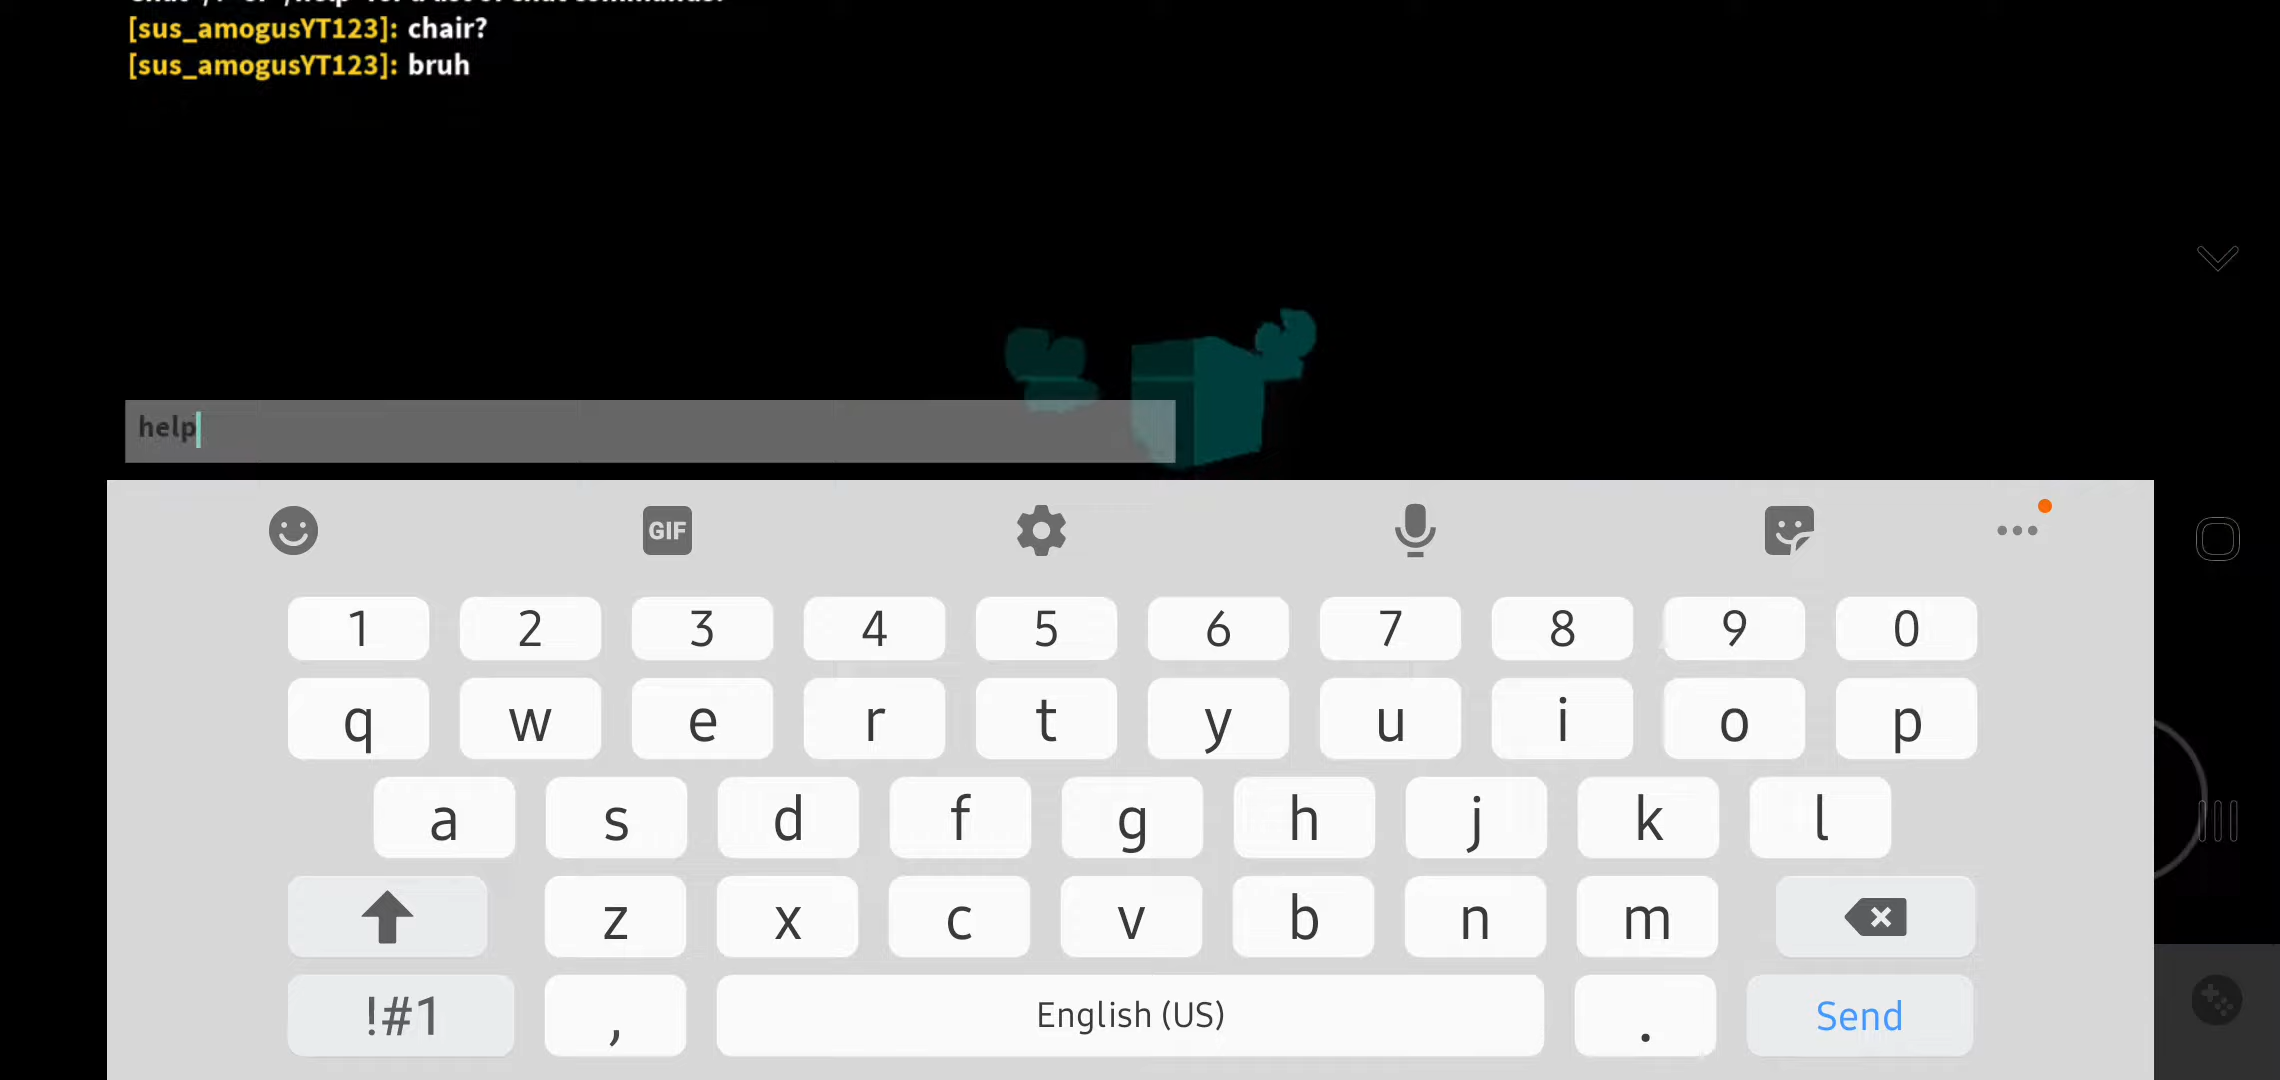 [sus_amogusYT123]: chair?
[sus_amogusYT123]: bruh
help
GIF
1 2 3 4 5 6 7 8 9 0
q w e r t y u i o p
a s d f g h j k l
z x c v b n m
!#1 , English (US) . Send